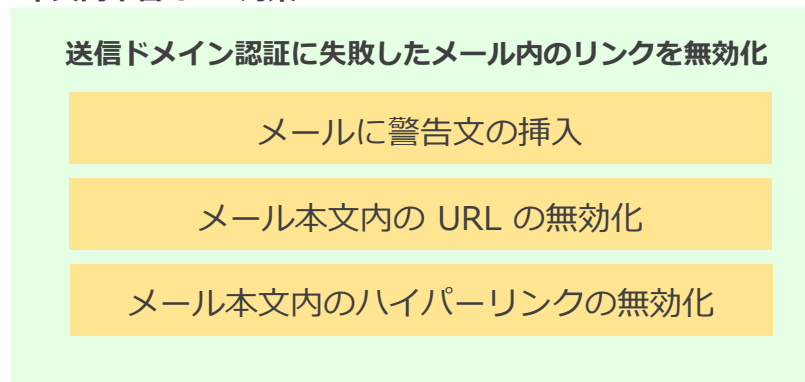 送信ドメイン認証に失敗したメール内のリンクを無効化
メールに警告文の挿入
メール本文内の URL の無効化
メール本文内のハイパーリンクの無効化